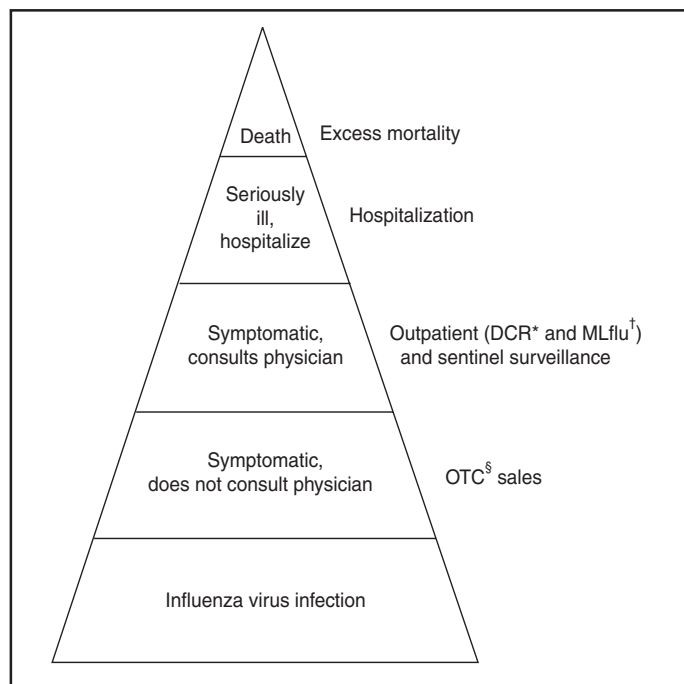 Death
Excess mortality
Seriously
ill,
hospitalize
Hospitalization
Symptomatic,
consults physician
Outpatient (DCR* and MLflu†)
and sentinel surveillance
Symptomatic,
does not consult physician
OTC§ sales
Influenza virus infection